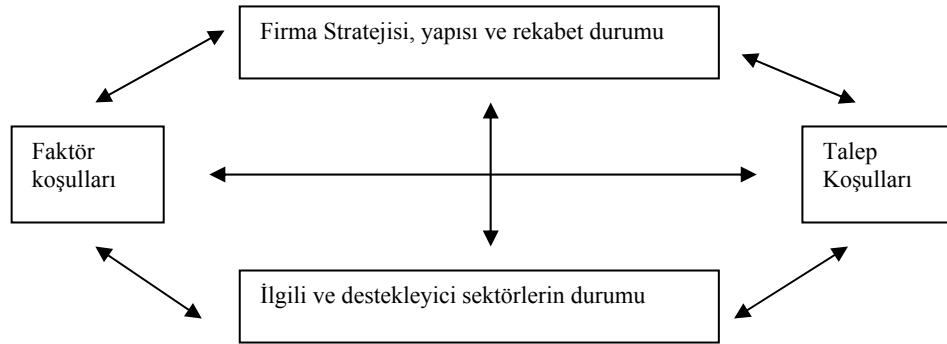 Firma Stratejisi, yapısı ve rekabet durumu
Faktör
koşulları
Talep
Koşulları
İlgili ve destekleyici sektörlerin durumu